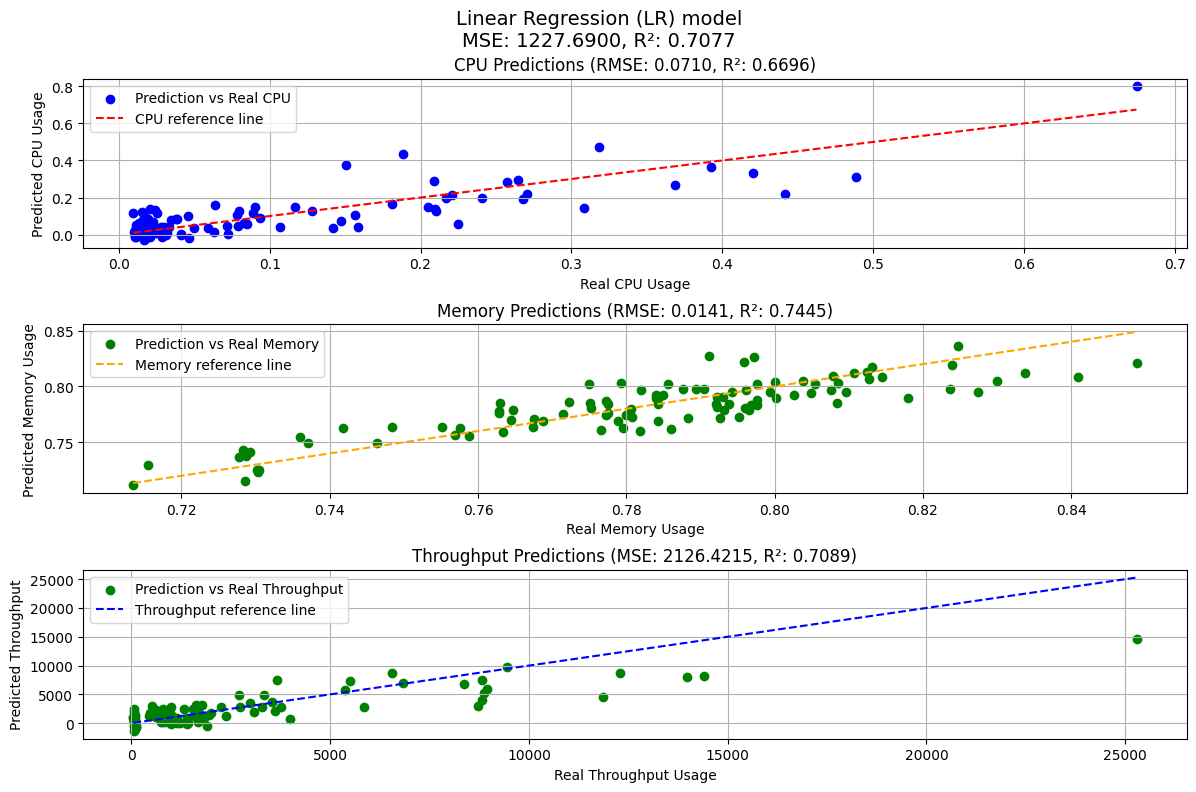 Linear Regression (LR) model
MSE: 1227.6900, R²: 0.7077
CPU Predictions (RMSE: 0.0710, R²: 0.6696)
Predicted CPU Usage
0.8
0.6
0.4
0.2
0.0
Prediction vs Real CPU
CPU reference line
0.0 0.1 0.2 0.3 0.4 0.5 0.6 0.7
Real CPU Usage
Memory Predictions (RMSE: 0.0141, R²: 0.7445)
Predicted Memory Usage
0.85
0.80
0.75
Prediction vs Real Memory
Memory reference line
0.72 0.74 0.76 0.78 0.80 0.82 0.84
Real Memory Usage
Throughput Predictions (MSE: 2126.4215, R²: 0.7089)
Predicted Throughput
25000
20000
15000
10000
5000
0
Prediction vs Real Throughput
Throughput reference line
0 5000 10000 15000 20000 25000
Real Throughput Usage